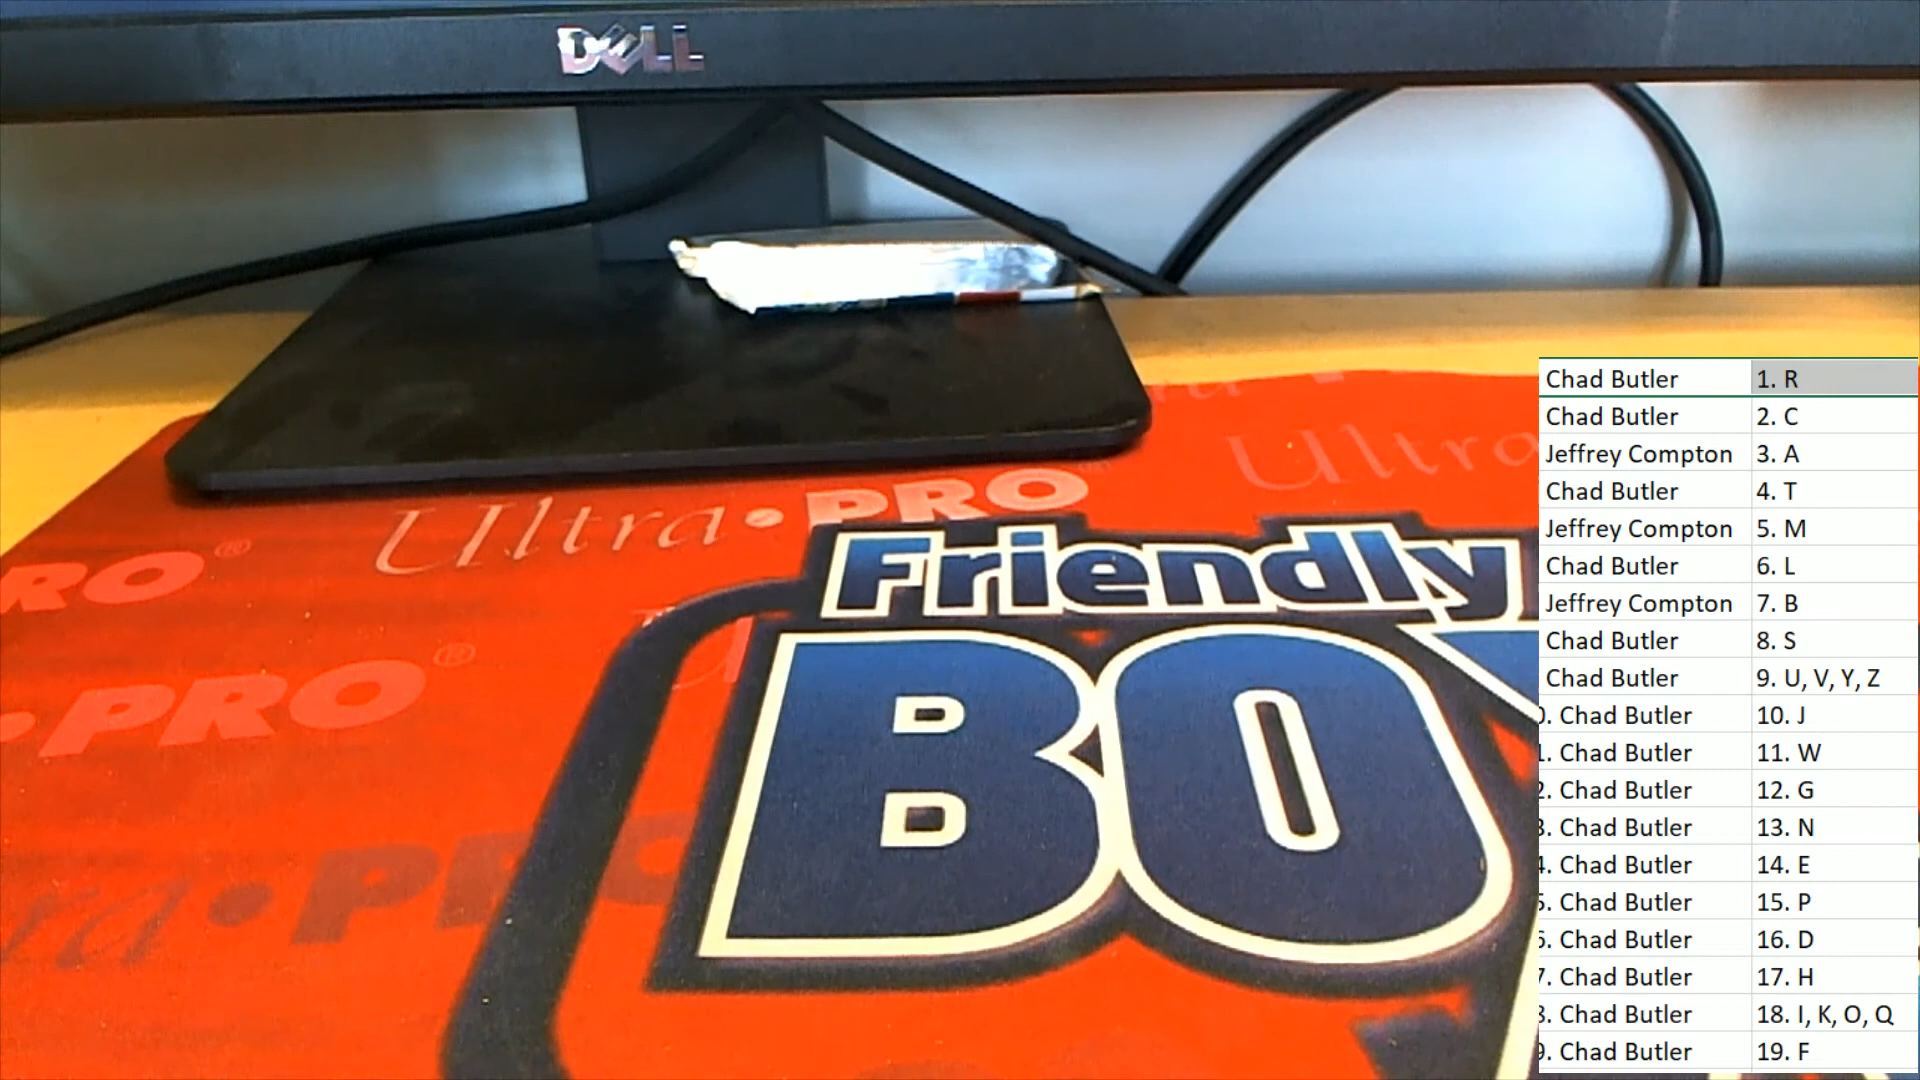 DELL
Ultra
Ultra•PRO
Friendly
RO®
PRO®
BO
PRO
Chad Butler 1. R
Chad Butler 2. C
Jeffrey Compton 3. A
Chad Butler 4. T
Jeffrey Compton 5. M
Chad Butler 6. L
Jeffrey Compton 7. B
Chad Butler 8. S
Chad Butler 9. U, V, Y, Z
. Chad Butler 10. J
. Chad Butler 11. W
. Chad Butler 12. G
. Chad Butler 13. N
. Chad Butler 14. E
. Chad Butler 15. P
. Chad Butler 16. D
. Chad Butler 17. H
. Chad Butler 18. I, K, O, Q
. Chad Butler 19. F